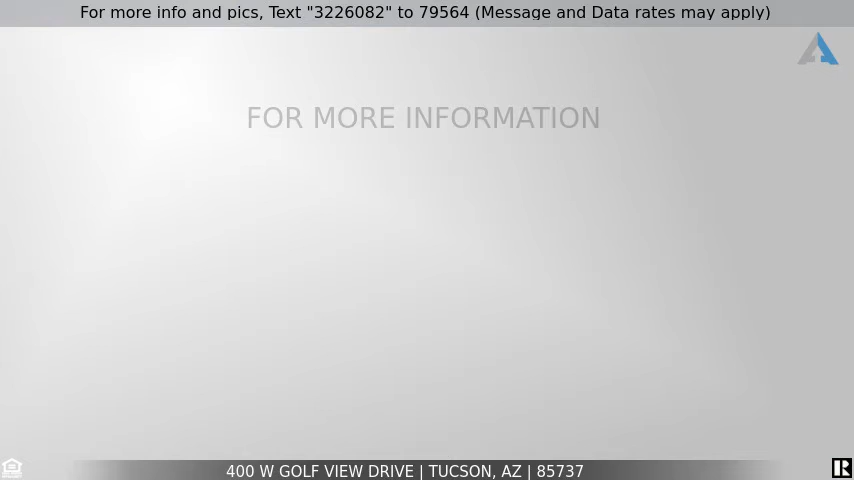 For more info and pics, Text "3226082" to 79564 (Message and Data rates may apply)
FOR MORE INFORMATION
400 W GOLF VIEW DRIVE | TUCSON, AZ | 85737